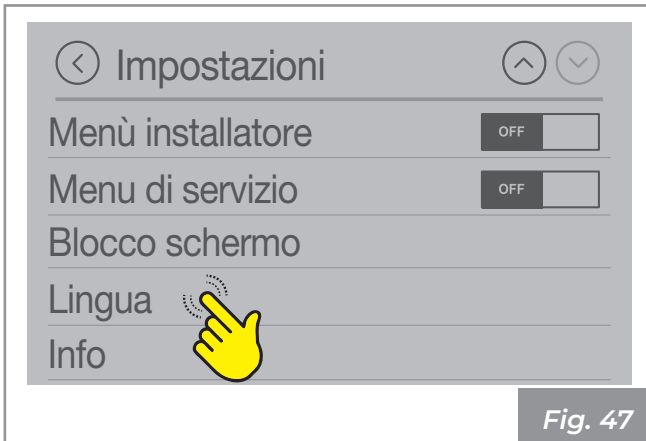 Impostazioni
Menù installatore OFF
Menu di servizio OFF
Blocco schermo
Lingua
Info
Fig. 47